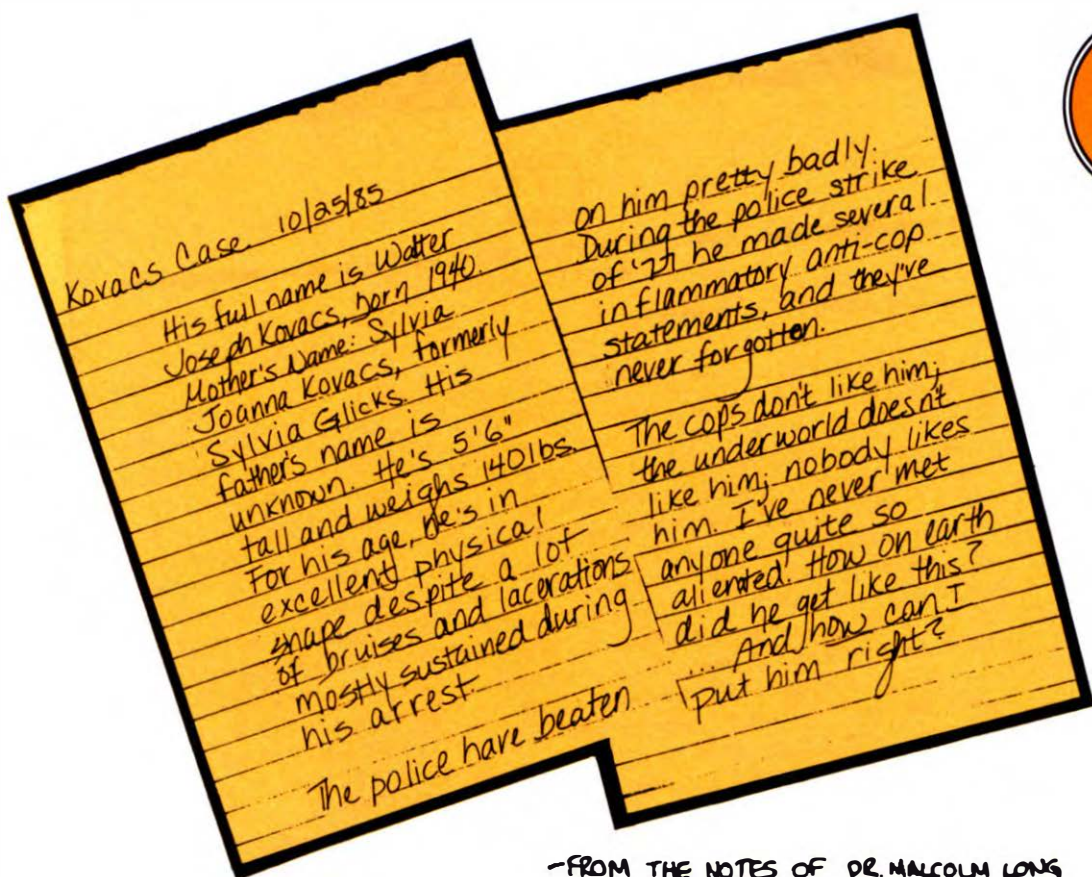 Kovacs Case. 10/25/85
His full name is Walter
Joseph Kovacs, born 1940.
Mother's Name: Sylvia
Joanna Kovacs, formerly
Sylvia Glicks. His
father's name is
unknown. He's 5'6"
tall and weighs 140 lbs.
For his age, he's in
excellent physical
shape despite a lot
of bruises and lacerations
mostly sustained during
his arrest.
The police have beaten
on him pretty badly.
During the police strike
of '77 he made several
inflammatory anti-cop
statements, and they've
never forgotten.
The cops don't like him;
the underworld doesn't
like him; nobody likes
him. I've never met
anyone quite so
aliented. How on earth
did he get like this?
... And how can I
put him right?
-FROM THE NOTES OF DR. MALCOLM LONG